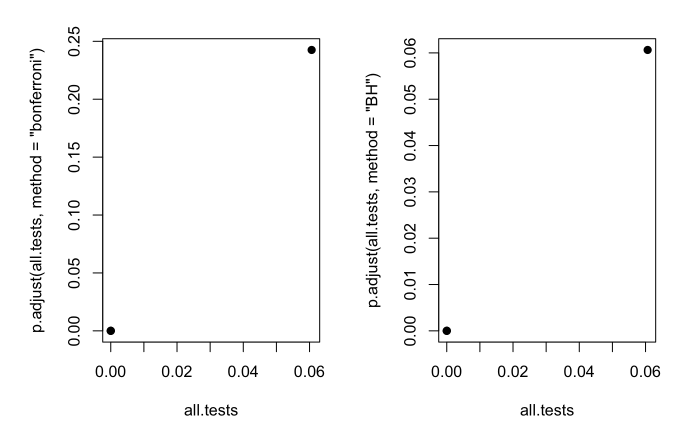 p.adjust(all.tests, method = "bonferroni")
0.25
0.20
0.15
0.10
0.05
0.00
0.00 0.02 0.04 0.06
all.tests
p.adjust(all.tests, method = "BH")
0.06
0.05
0.04
0.03
0.02
0.01
0.00
0.00 0.02 0.04 0.06
all.tests